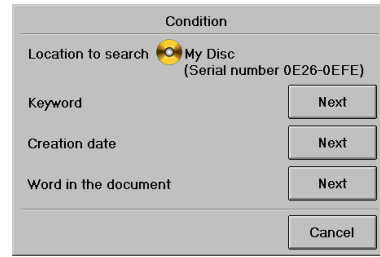 Condition
Location to search My Disc
(Serial number 0E26-0EFE)
Keyword Next
Creation date Next
Word in the document Next
Cancel